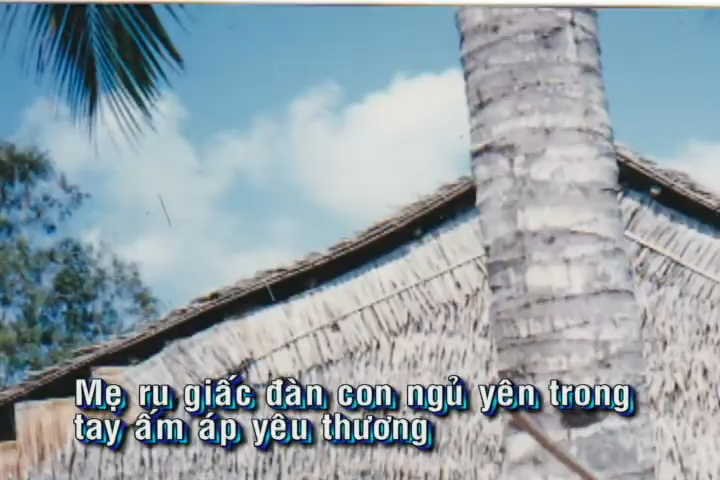 Mẹ ru giấc đàn con ngủ yên trong
tay ấm áp yêu thương